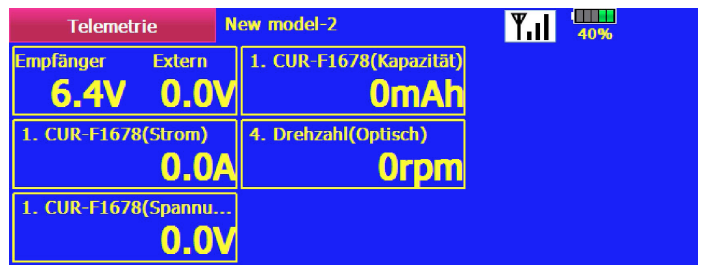 Telemetrie New model-2
40%
Empfänger Extern
6.4V 0.0V
1. CUR-F1678(Kapazität)
0mAh
1. CUR-F1678(Strom)
0.0A
4. Drehzahl(Optisch)
0rpm
1. CUR-F1678(Spannu...
0.0V